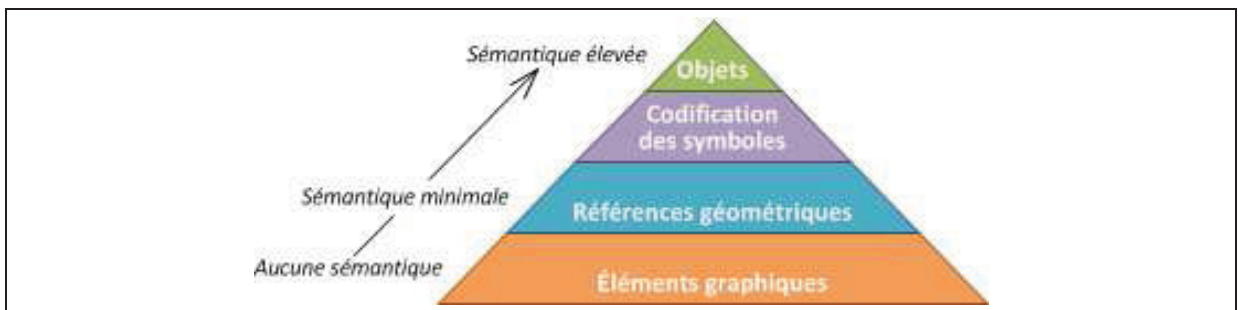 Sémantique élevée
Objets
Codification
des symboles
Sémantique minimale
Références géométriques
Aucune sémantique
Éléments graphiques